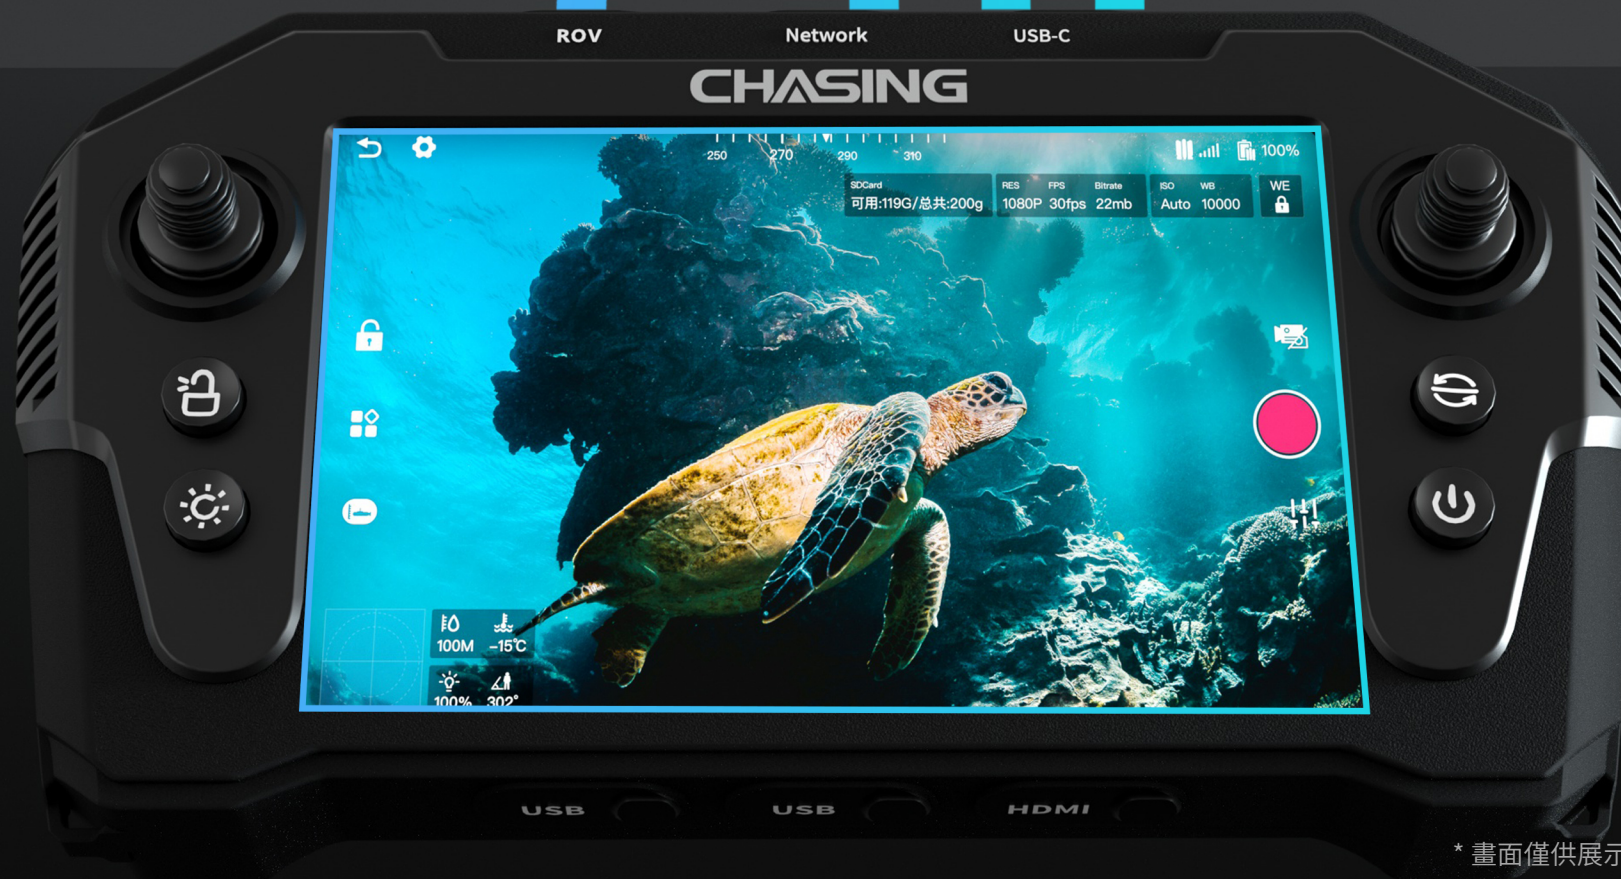 ROV Network USB-C
CHASING
250 270 290 310
100%
SDCard
可用:119G/总共:200g
RES FPS Bitrate
1080P 30fps 22mb
ISO WB
Auto 10000
WE
100M -15℃
100% 302°
USB USB HDMI
* 畫面僅供展示